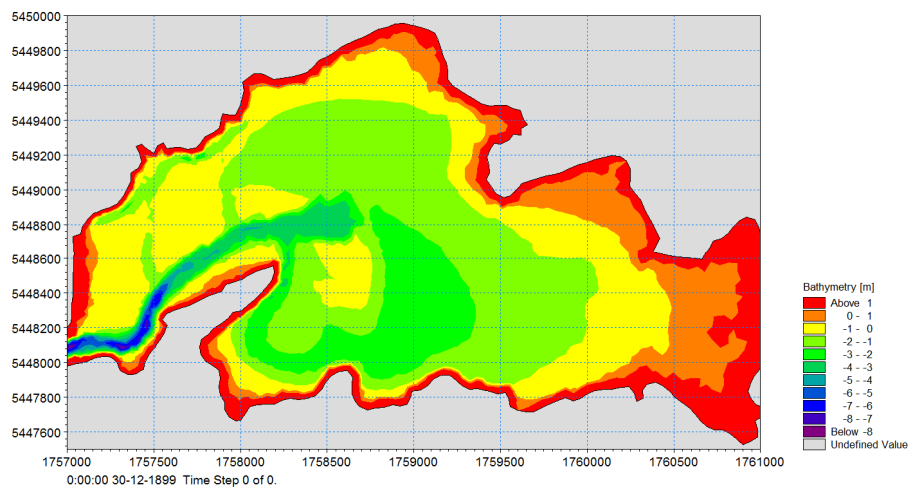 5450000
5449800
5449600
5449400
5449200
5449000
5448800
5448600
5448400
5448200
5448000
5447800
5447600
1757000 1757500 1758000 1758500 1759000 1759500 1760000 1760500 1761000
0:00:00 30-12-1899 Time Step 0 of 0.
Bathymetry [m]
Above 1
0 - 1
-1 - 0
-2 - -1
-3 - -2
-4 - -3
-5 - -4
-6 - -5
-7 - -6
-8 - -7
Below -8
Undefined Value